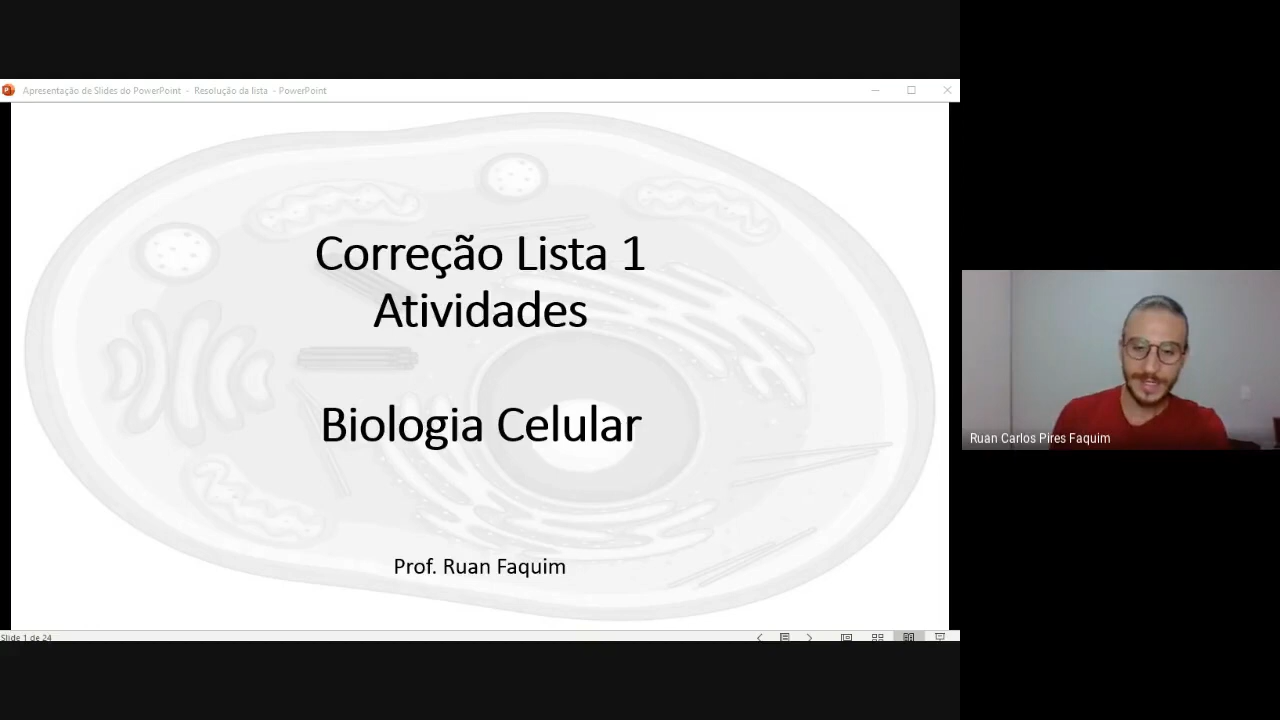 Apresentação de Slides do PowerPoint - Resolução da lista - PowerPoint
Correção Lista 1
Atividades
Biologia Celular
Prof. Ruan Faquim
Ruan Carlos Pires Faquim
Slide 1 de 24